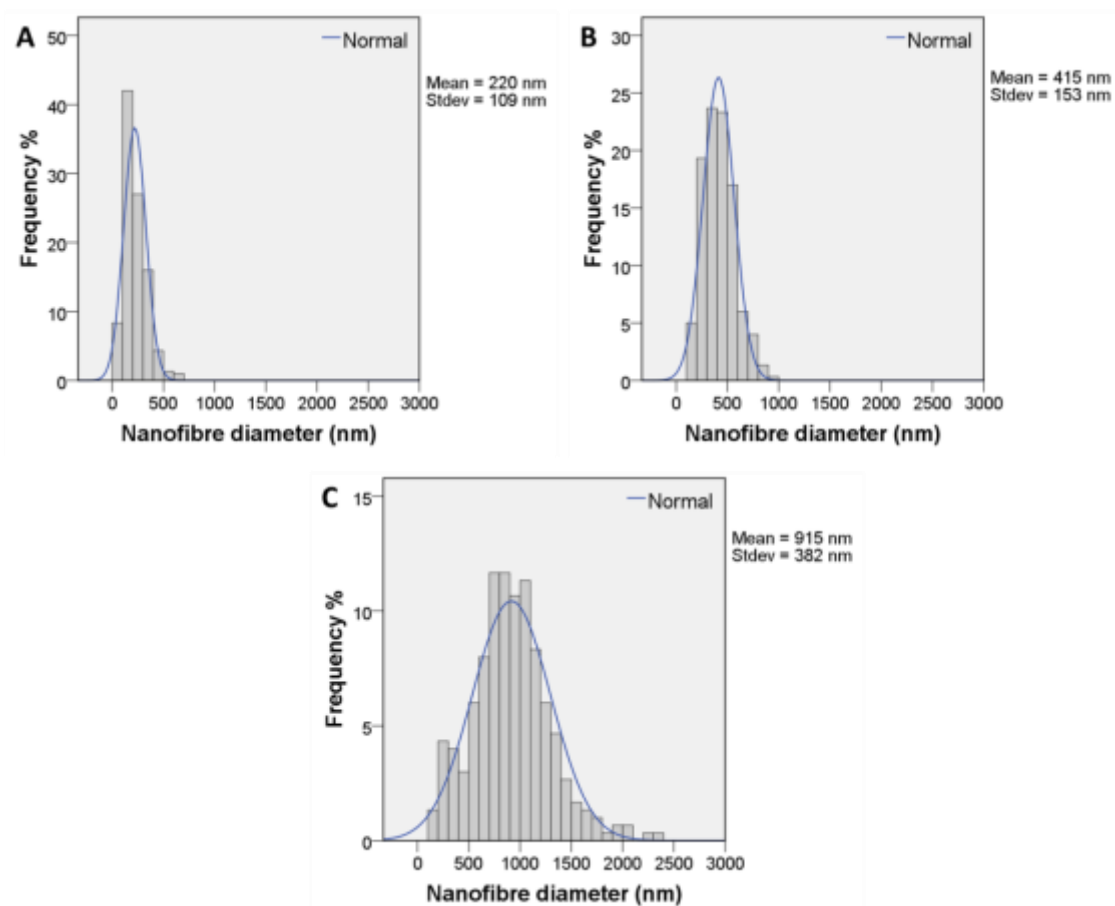 A
Normal
Mean = 220 nm
Stdev = 109 nm
Frequency %
50
40
30
20
10
0
0 500 1000 1500 2000 2500 3000
Nanofibre diameter (nm)
B
Normal
Mean = 415 nm
Stdev = 153 nm
Frequency %
30
25
20
15
10
5
0
0 500 1000 1500 2000 2500 3000
Nanofibre diameter (nm)
C
Normal
Mean = 915 nm
Stdev = 382 nm
Frequency %
15
10
5
0
0 500 1000 1500 2000 2500 3000
Nanofibre diameter (nm)